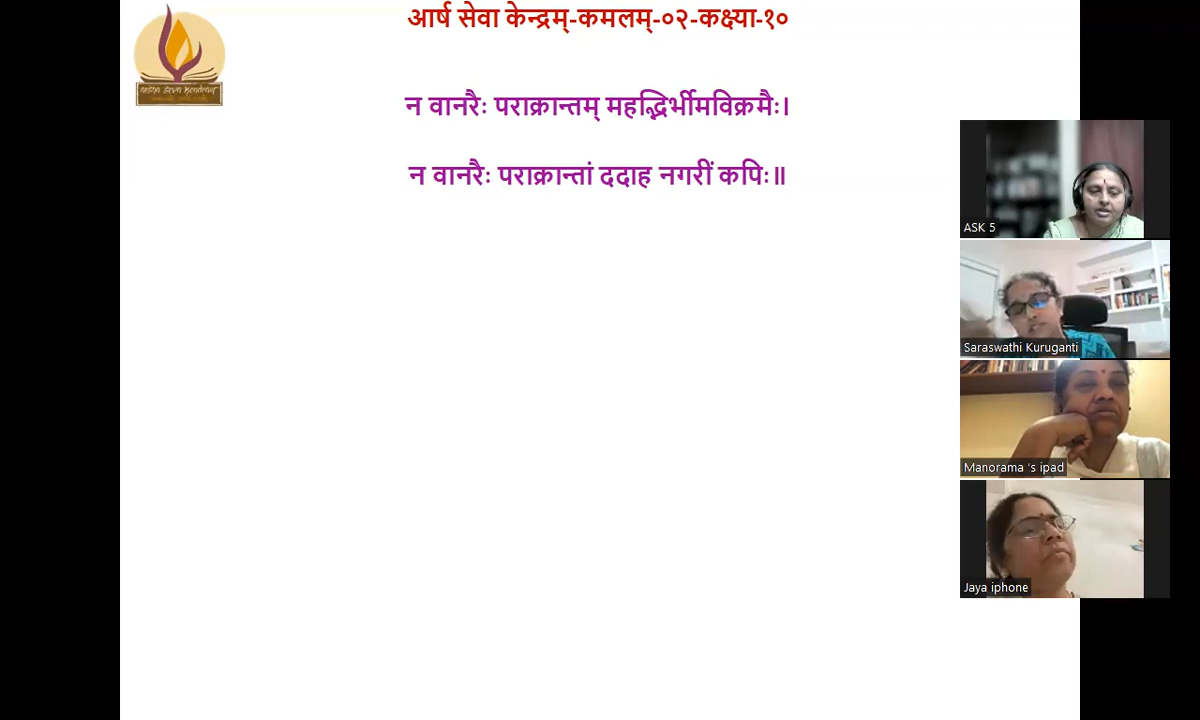 आर्ष सेवा केन्द्रम्-कमलम्-०२-कक्ष्या-१०
न वानरैः पराक्रान्तम् महद्भिर्भीमविक्रमैः।
न वानरैः पराक्रान्तां ददाह नगरीं कपिः॥
ASK 5
Saraswathi Kuruganti
Manorama 's ipad
Jaya iphone